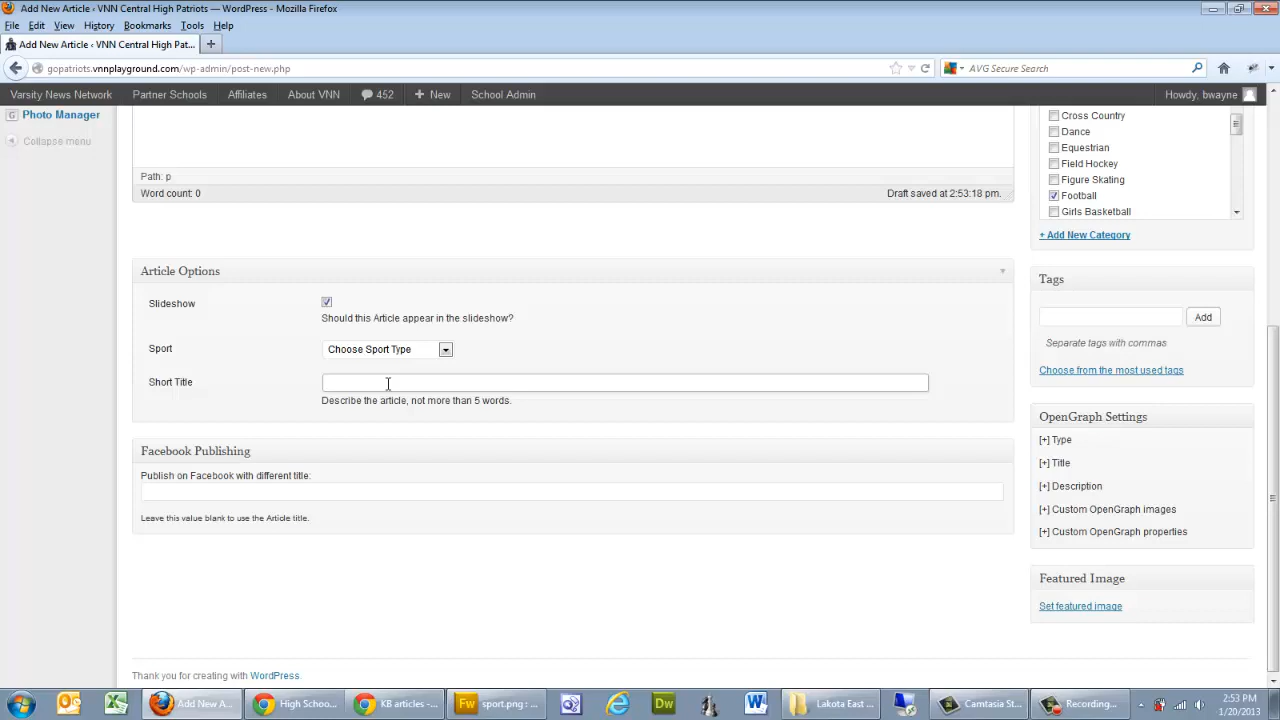 Add New Article ‹ VNN Central High Patriots — WordPress - Mozilla Firefox
File Edit View History Bookmarks Tools Help
Add New Article ‹ VNN Central High Pat...
gopatriots.vnnplayground.com/wp-admin/post-new.php
AVG Secure Search
Varsity News Network Partner Schools Affiliates About VNN 452 + New School Admin Howdy, bwayne
Photo Manager
Collapse menu
Path: p
Word count: 0
Draft saved at 2:53:18 pm.
Article Options
Slideshow
Should this Article appear in the slideshow?
Sport
Choose Sport Type
Short Title
Describe the article, not more than 5 words.
Facebook Publishing
Publish on Facebook with different title:
Leave this value blank to use the Article title.
Cross Country
Dance
Equestrian
Field Hockey
Figure Skating
Football
Girls Basketball
+ Add New Category
Tags
Add
Separate tags with commas
Choose from the most used tags
OpenGraph Settings
[+] Type
[+] Title
[+] Description
[+] Custom OpenGraph images
[+] Custom OpenGraph properties
Featured Image
Set featured image
Thank you for creating with WordPress.
Add New A...
High Schoo...
KB articles -...
Fw
sport.png : ...
Dw
Lakota East ...
Camtasia St...
Recording...
2:53 PM
1/20/2013